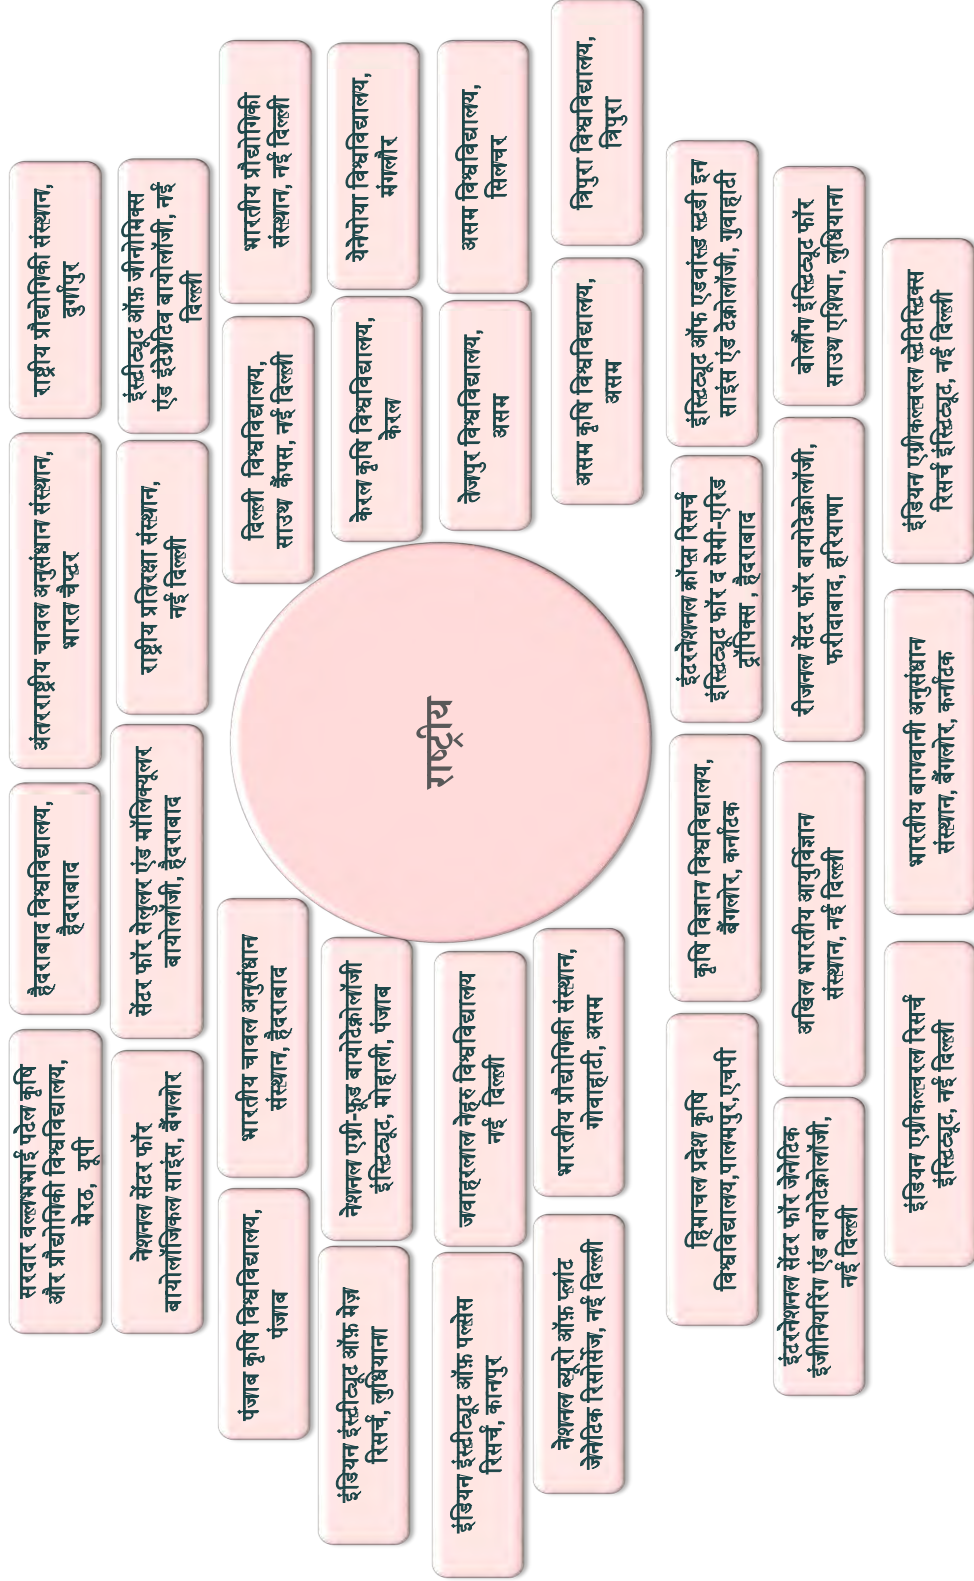 सरदार वल्लभभाई पटेल कृषि
और प्रौद्योगिकी विश्वविद्यालय,
मेरठ, यूपी
हैदराबाद विश्वविद्यालय,
हैदराबाद
अंतरराष्ट्रीय चावल अनुसंधान संस्थान,
भारत चैप्टर
राष्ट्रीय प्रौद्योगिकी संस्थान,
दुर्गापुर
नेशनल सेंटर फॉर
बायोलॉजिकल साइंस, बैंगलोर
सेंटर फॉर सेलुलर एंड मॉलिक्यूलर
बायोलॉजी, हैदराबाद
राष्ट्रीय प्रतिरक्षा संस्थान,
नई दिल्ली
इंस्टीट्यूट ऑफ़ जीनोमिक्स
एंड इंटेग्रेटिव बायोलॉजी, नई
दिल्ली
पंजाब कृषि विश्वविद्यालय,
पंजाब
भारतीय चावल अनुसंधान
संस्थान, हैदराबाद
दिल्ली विश्वविद्यालय,
साउथ कैंपस, नई दिल्ली
भारतीय प्रौद्योगिकी
संस्थान, नई दिल्ली
इंडियन इंस्टीट्यूट ऑफ़ मेज़
रिसर्च, लुधियाना
नेशनल एग्री-फूड बायोटेक्नोलॉजी
इंस्टिट्यूट, मोहाली, पंजाब
केरल कृषि विश्वविद्यालय,
केरल
येनेपोया विश्वविद्यालय,
मंगलौर
इंडियन इंस्टीट्यूट ऑफ़ पल्सेस
रिसर्च, कानपुर
जवाहरलाल नेहरु विश्वविद्यालय
नई दिल्ली
राष्ट्रीय
तेजपुर विश्वविद्यालय,
असम
असम विश्वविद्यालय,
सिलचर
नेशनल ब्यूरो ऑफ़ प्लांट
जेनेटिक रिसोर्सेज, नई दिल्ली
भारतीय प्रौद्योगिकी संस्थान,
गोवाहाटी, असम
असम कृषि विश्वविद्यालय,
असम
त्रिपुरा विश्वविद्यालय,
त्रिपुरा
हिमाचल प्रदेश कृषि
विश्वविद्यालय,पालमपुर,एचपी
कृषि विज्ञान विश्वविद्यालय,
बैंगलोर, कर्नाटक
इंटरनेशनल क्रॉप्स रिसर्च
इंस्टिट्यूट फॉर द सेमी-एरिड
ट्रॉपिक्स , हैदराबाद
इंस्टिट्यूट ऑफ एडवांस्ड स्टडी इन
साइंस एंड टेक्नोलॉजी, गुवाहाटी
इंटरनेशनल सेंटर फॉर जेनेटिक
इंजीनियरिंग एंड बायोटेक्नोलॉजी,
नई दिल्ली
अखिल भारतीय आयुर्विज्ञान
संस्थान, नई दिल्ली
रीजनल सेंटर फॉर बायोटेक्नोलॉजी,
फरीदाबाद, हरियाणा
बोर्लॉग इंस्टिट्यूट फॉर
साउथ एशिया, लुधियाना
इंडियन एग्रीकल्चरल रिसर्च
इंस्टिट्यूट, नई दिल्ली
भारतीय बागवानी अनुसंधान
संस्थान, बैंगलोर, कर्नाटक
इंडियन एग्रीकल्चरल स्टेटिस्टिक्स
रिसर्च इंस्टिट्यूट, नई दिल्ली